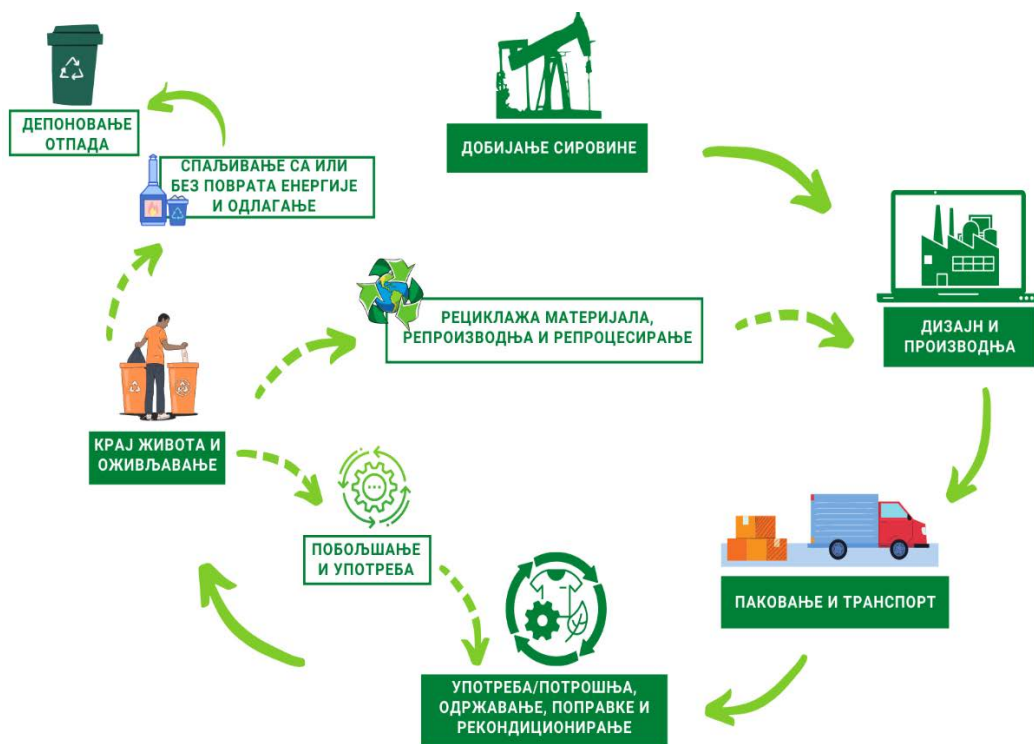 ДЕПОНОВАЊЕ
ОТПАДА
СПАЉИВАЊЕ СА ИЛИ
БЕЗ ПОВРАТА ЕНЕРГИЈЕ
И ОДЛАГАЊЕ
ДОБИЈАЊЕ СИРОВИНЕ
РЕЦИКЛАЖА МАТЕРИЈАЛА,
РЕПРОИЗВОДЊА И РЕПРОЦЕСИРАЊЕ
ДИЗАЈН И
ПРОИЗВОДЊА
КРАЈ ЖИВОТА И
ОЖИВЉАВАЊЕ
ПОБОЉШАЊЕ
И УПОТРЕБА
ПАКОВАЊЕ И ТРАНСПОРТ
УПОТРЕБА/ПОТРОШЊА,
ОДРЖАВАЊЕ, ПОПРАВКЕ И
РЕКОНДИЦИОНИРАЊЕ